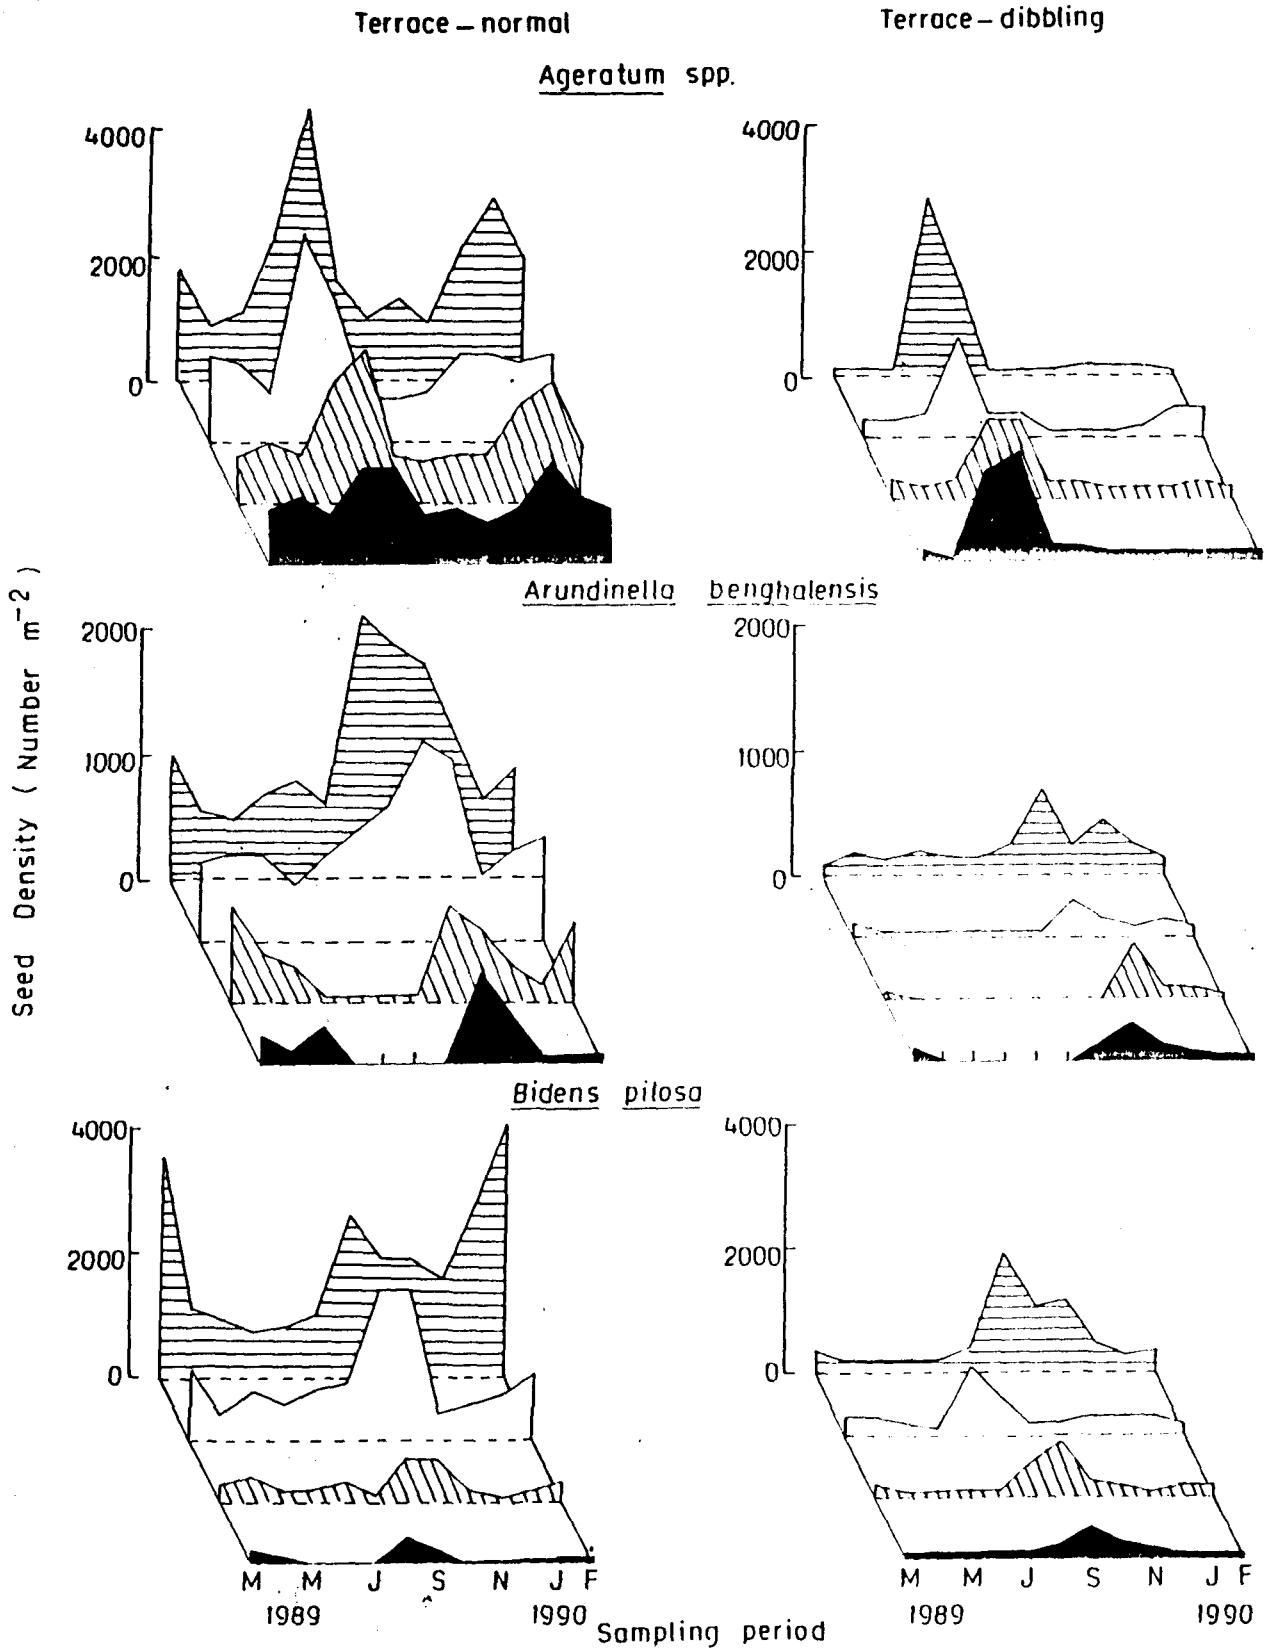 Terrace – normal
Terrace – dibbling
Ageratum spp.
4000
2000
0
4000
2000
0
Arundinella benghalensis
Seed Density ( Number m⁻² )
2000
1000
0
2000
1000
0
Bidens pilosa
4000
2000
0
4000
2000
0
M M J S N J F
M M J S N J F
1989 1990
1989 1990
Sampling period